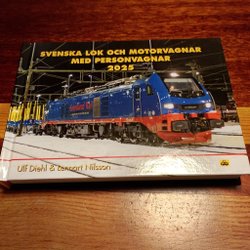 SVENSKA LOK OCH MOTORVAGNAR
MED PERSONVAGNAR
2025
Ulf Diehl & Lennart Nilsson